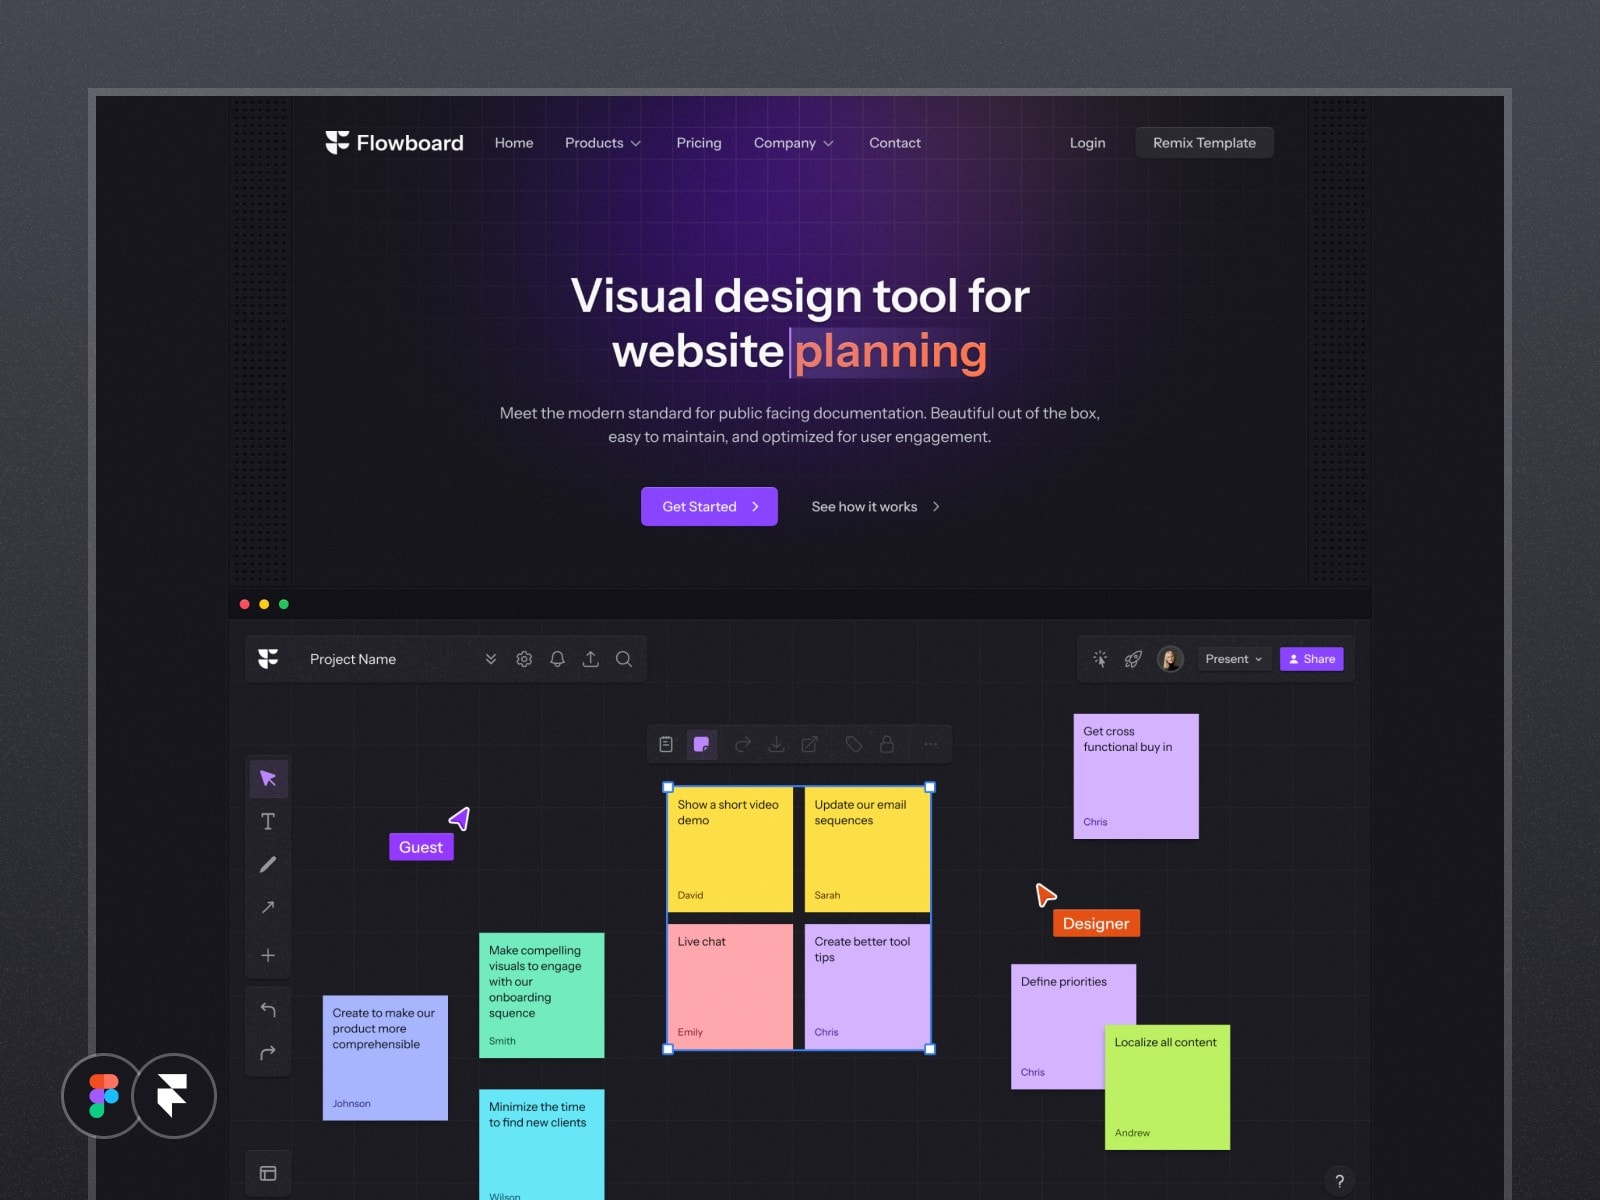 Flowboard
Home
Products
Pricing
Company
Contact
Login
Remix Template
Visual design tool for
website planning
Meet the modern standard for public facing documentation. Beautiful out of the box,
easy to maintain, and optimized for user engagement.
Get Started
See how it works
Project Name
Present
Share
Get cross
functional buy in
Chris
Show a short video
demo
David
Update our email
sequences
Sarah
Guest
Designer
Live chat
Emily
Create better tool
tips
Chris
Make compelling
visuals to engage
with our
onboarding
squence
Smith
Define priorities
Chris
Create to make our
product more
comprehensible
Johnson
Localize all content
Andrew
Minimize the time
to find new clients
Wilson
?